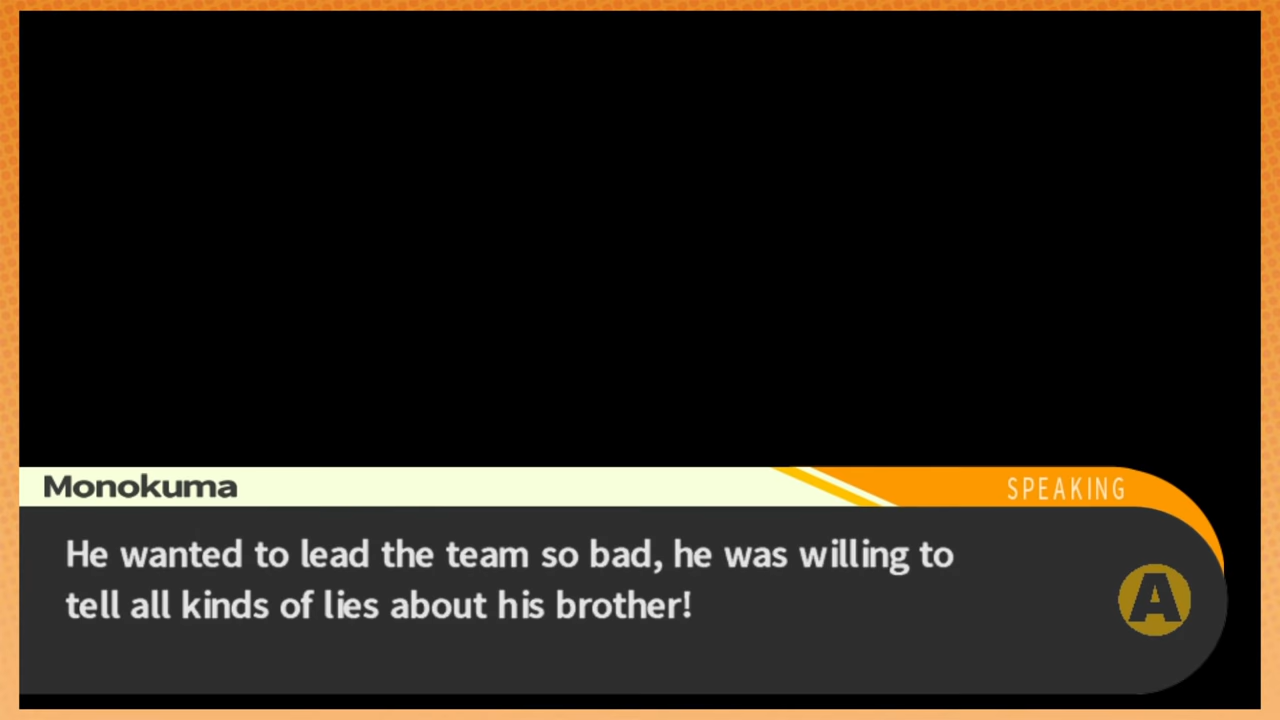 Monokuma
SPEAKING
He wanted to lead the team so bad, he was willing to
tell all kinds of lies about his brother!
A